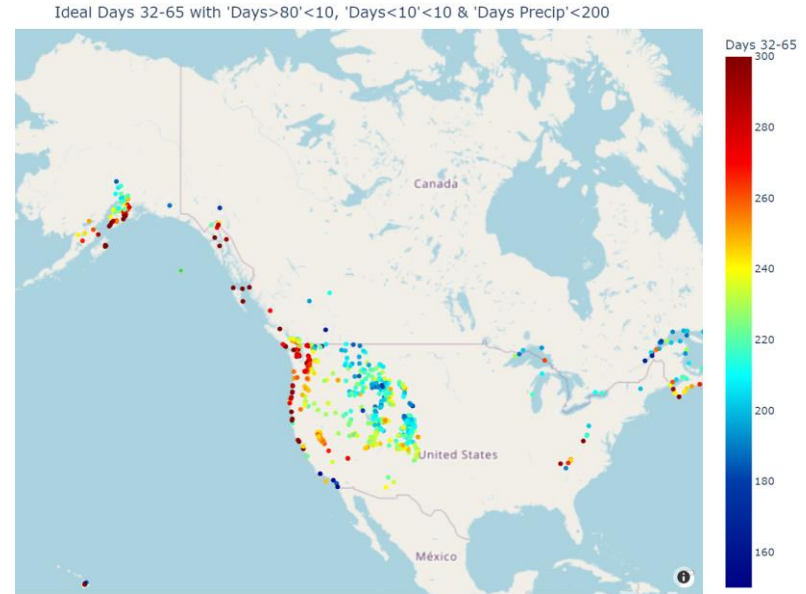 Ideal Days 32-65 with 'Days>80'<10, 'Days<10'<10 & 'Days Precip'<200
Days 32-65
300
280
260
240
220
200
180
160
Canada
United States
México
i